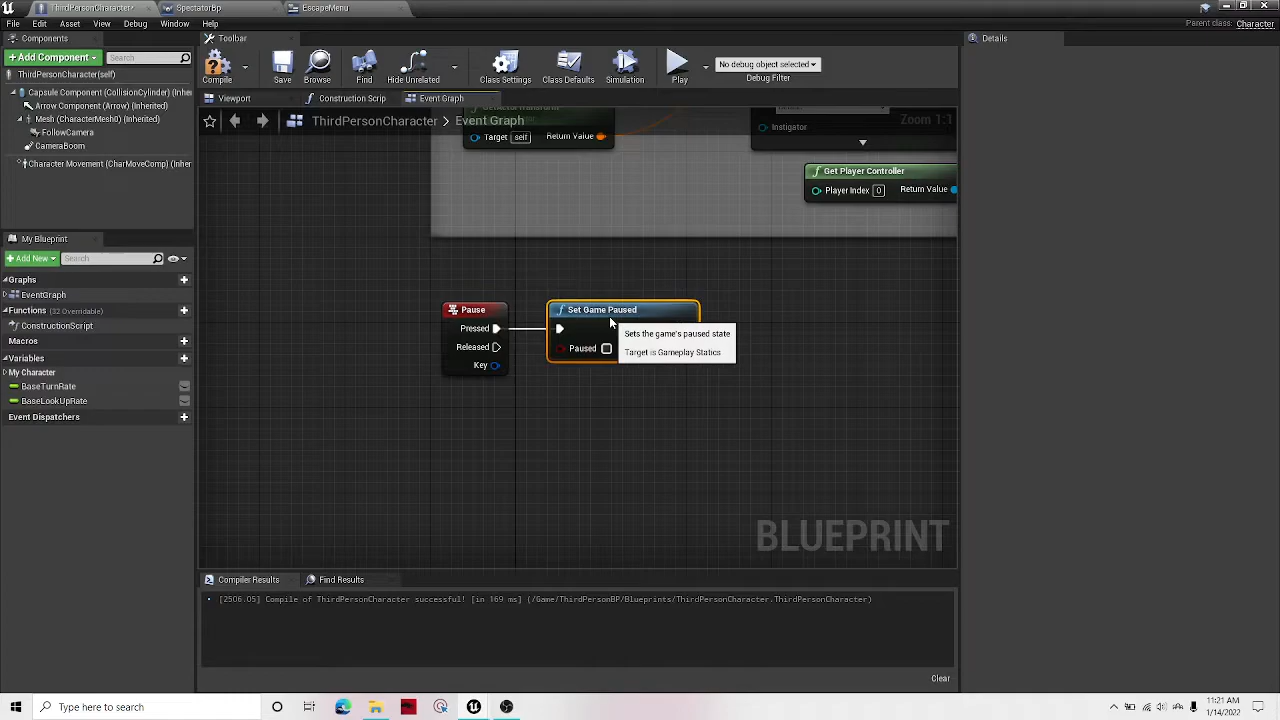 ThirdPersonCharacter*
SpectatorBp
EscapeMenu
File Edit Asset View Debug Window Help
Parent class: Character
Components
+ Add Component
Search
ThirdPersonCharacter(self)
Capsule Component (CollisionCylinder) (Inher
Arrow Component (Arrow) (Inherited)
Mesh (CharacterMesh0) (Inherited)
FollowCamera
CameraBoom
Character Movement (CharMoveComp) (Inher
My Blueprint
+ Add New
Search
Graphs
EventGraph
Functions (32 Overridable)
ConstructionScript
Macros
Variables
My Character
BaseTurnRate
BaseLookUpRate
Event Dispatchers
Toolbar
Compile
Save
Browse
Find
Hide Unrelated
Class Settings
Class Defaults
Simulation
Play
No debug object selected
Debug Filter
Details
Viewport
Construction Scrip
Event Graph
ThirdPersonCharacter > Event Graph
Zoom 1:1
GetActorTransform
Target self
Return Value
Instigator
Get Player Controller
Player Index 0
Return Value
Pause
Pressed
Released
Key
Set Game Paused
Paused
Sets the game's paused state
Target is Gameplay Statics
BLUEPRINT
Compiler Results
Find Results
[2506.05] Compile of ThirdPersonCharacter successful! [in 169 ms] (/Game/ThirdPersonBP/Blueprints/ThirdPersonCharacter.ThirdPersonCharacter)
Clear
Type here to search
11:21 AM
1/14/2022